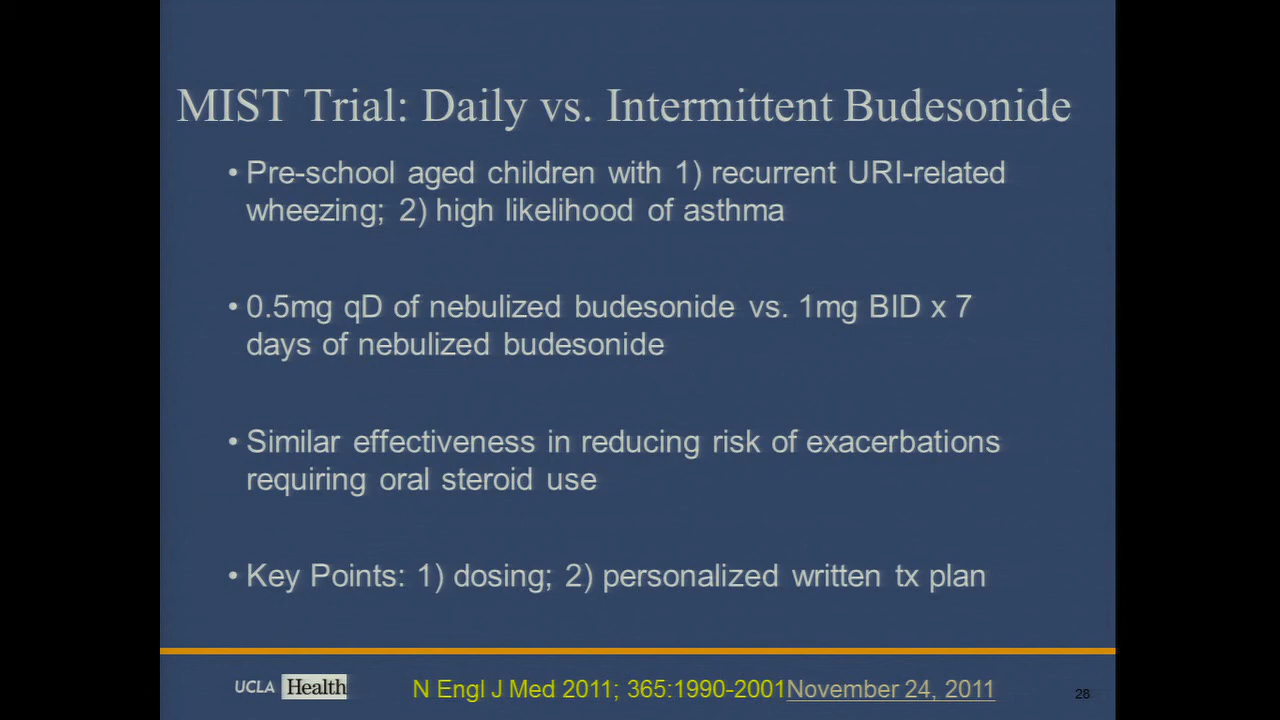 MIST Trial: Daily vs. Intermittent Budesonide
• Pre-school aged children with 1) recurrent URI-related
wheezing; 2) high likelihood of asthma
• 0.5mg qD of nebulized budesonide vs. 1mg BID x 7
days of nebulized budesonide
• Similar effectiveness in reducing risk of exacerbations
requiring oral steroid use
• Key Points: 1) dosing; 2) personalized written tx plan
UCLA Health
N Engl J Med 2011; 365:1990-2001November 24, 2011
28